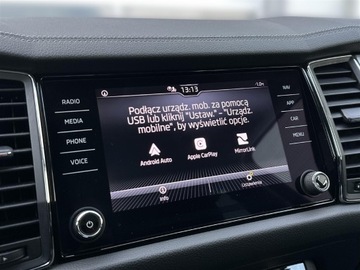 13:13
RADIO
MEDIA
PHONE
VOICE
Podłącz urządz. mob. za pomocą
USB lub kliknij "Ustaw." - "Urządz.
mobilne", by wyświetlić opcje.
Android Auto
Apple CarPlay
MirrorLink
Info
Ustawienia
NAV
APP
CAR
MENU